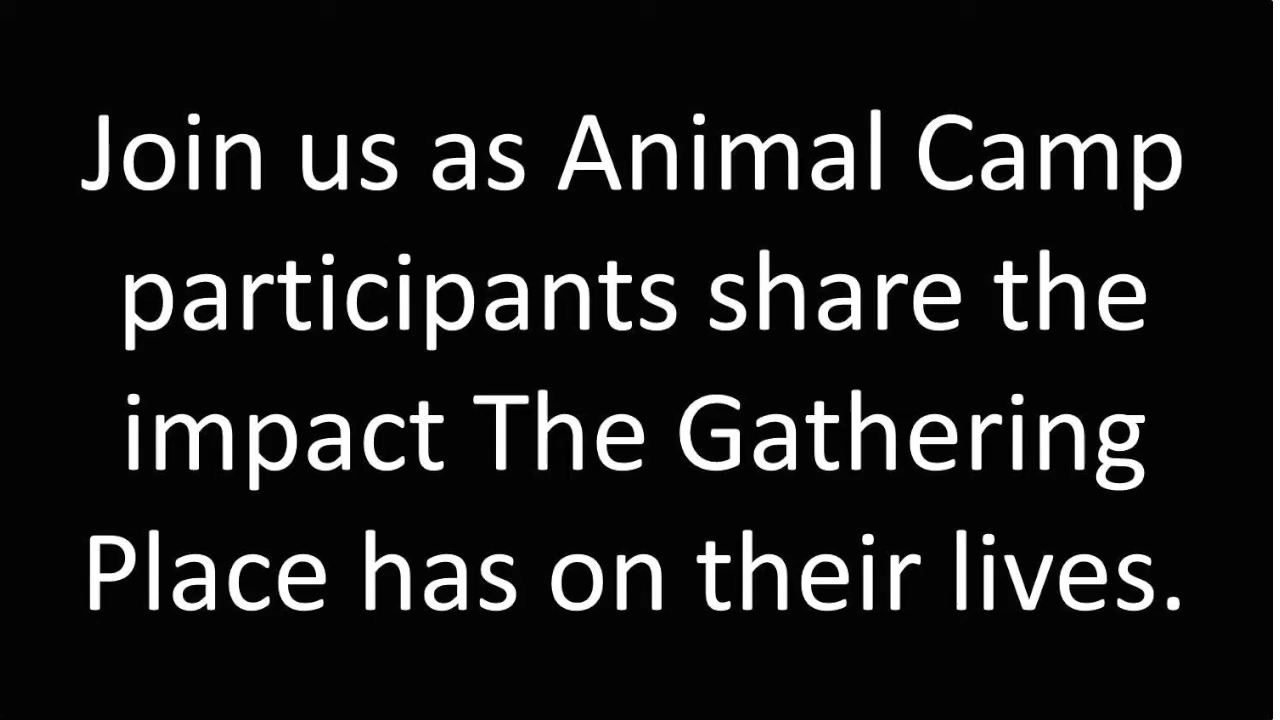 Join us as Animal Camp
participants share the
impact The Gathering
Place has on their lives.